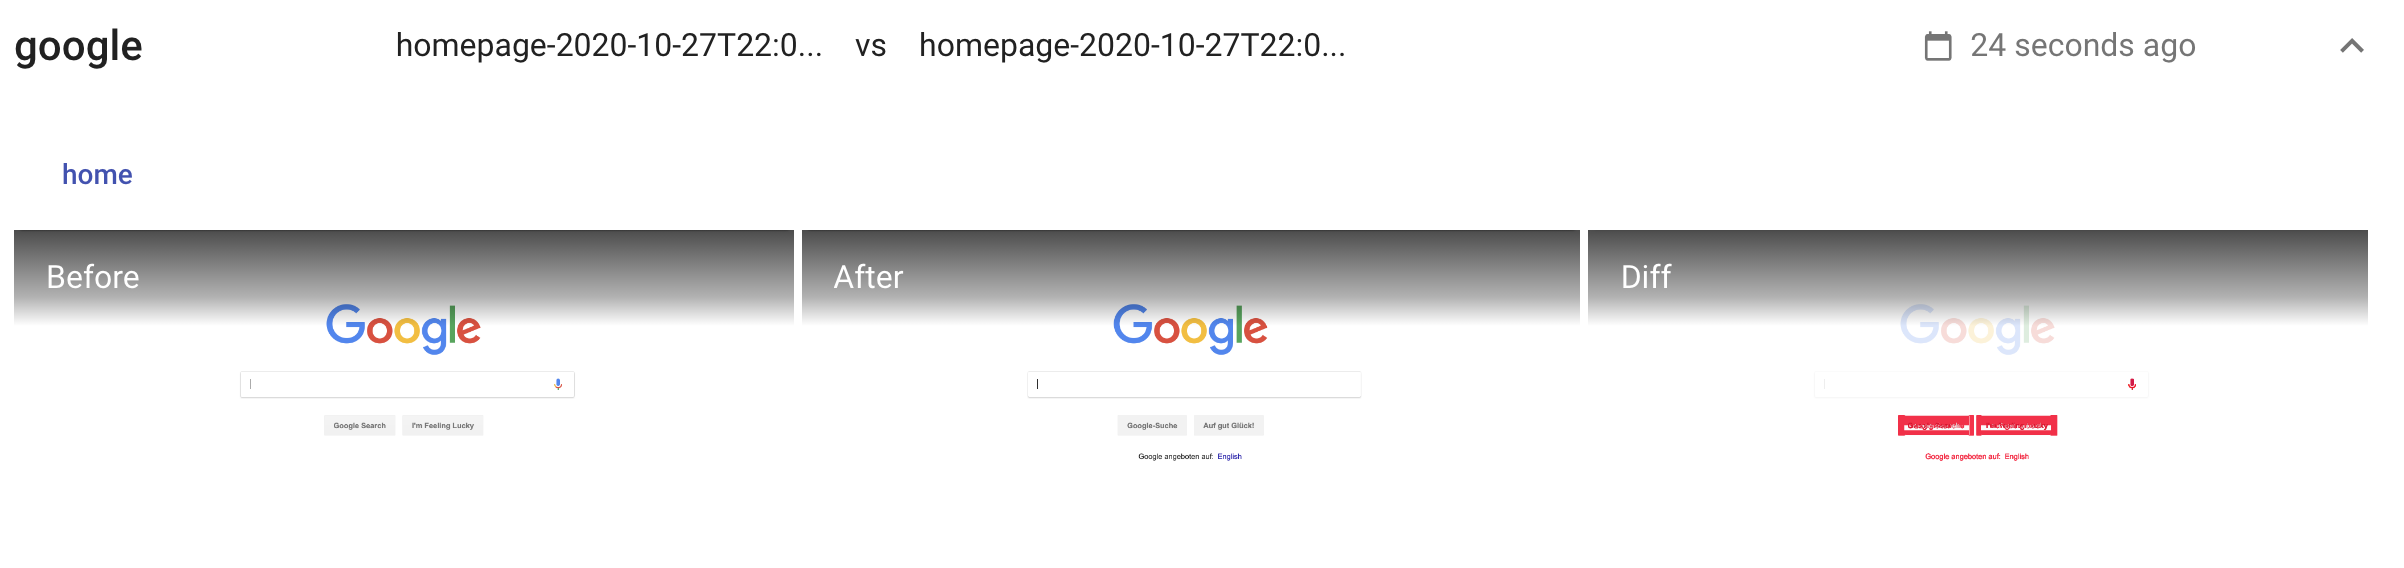 google homepage-2020-10-27T22:0... vs homepage-2020-10-27T22:0... 24 seconds ago
home
Before After Diff
Google Google Google
Google Search I'm Feeling Lucky Google-Suche Auf gut Glück!
Google angeboten auf: English Google angeboten auf: English